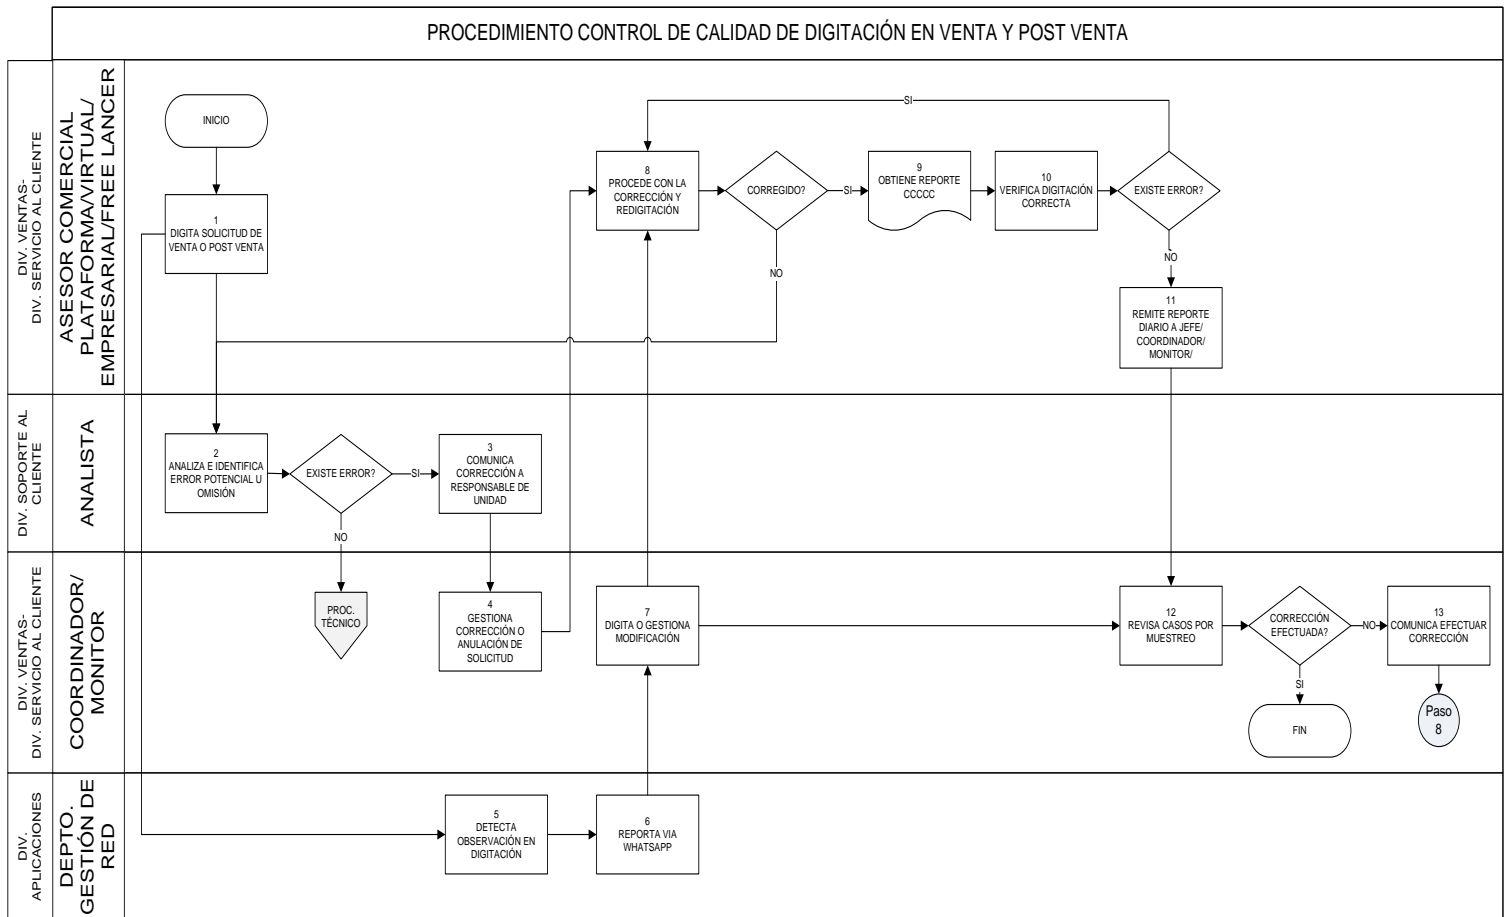 PROCEDIMIENTO CONTROL DE CALIDAD DE DIGITACIÓN EN VENTA Y POST VENTA
DIV. VENTAS-
DIV. SERVICIO AL CLIENTE
ASESOR COMERCIAL
PLATAFORMA/VIRTUAL/
EMPRESARIAL/FREE LANCER
INICIO
1
DIGITA SOLICITUD DE
VENTA O POST VENTA
SI
8
PROCEDE CON LA
CORRECCIÓN Y
REDIGITACIÓN
CORREGIDO?
SI
NO
9
OBTIENE REPORTE
CCCCC
10
VERIFICA DIGITACIÓN
CORRECTA
EXISTE ERROR?
NO
11
REMITE REPORTE
DIARIO A JEFE/
COORDINADOR/
MONITOR/
DIV. SOPORTE AL
CLIENTE
ANALISTA
2
ANALIZA E IDENTIFICA
ERROR POTENCIAL U
OMISIÓN
EXISTE ERROR?
SI
NO
3
COMUNICA
CORRECCIÓN A
RESPONSABLE DE
UNIDAD
DIV. VENTAS-
DIV. SERVICIO AL CLIENTE
COORDINADOR/
MONITOR
PROC.
TÉCNICO
4
GESTIONA
CORRECCIÓN O
ANULACIÓN DE
SOLICITUD
7
DIGITA O GESTIONA
MODIFICACIÓN
12
REVISA CASOS POR
MUESTREO
CORRECCIÓN
EFECTUADA?
NO
SI
13
COMUNICA EFECTUAR
CORRECCIÓN
FIN
Paso
8
DIV.
APLICACIONES
DEPTO.
GESTIÓN DE
RED
5
DETECTA
OBSERVACIÓN EN
DIGITACIÓN
6
REPORTA VIA
WHATSAPP